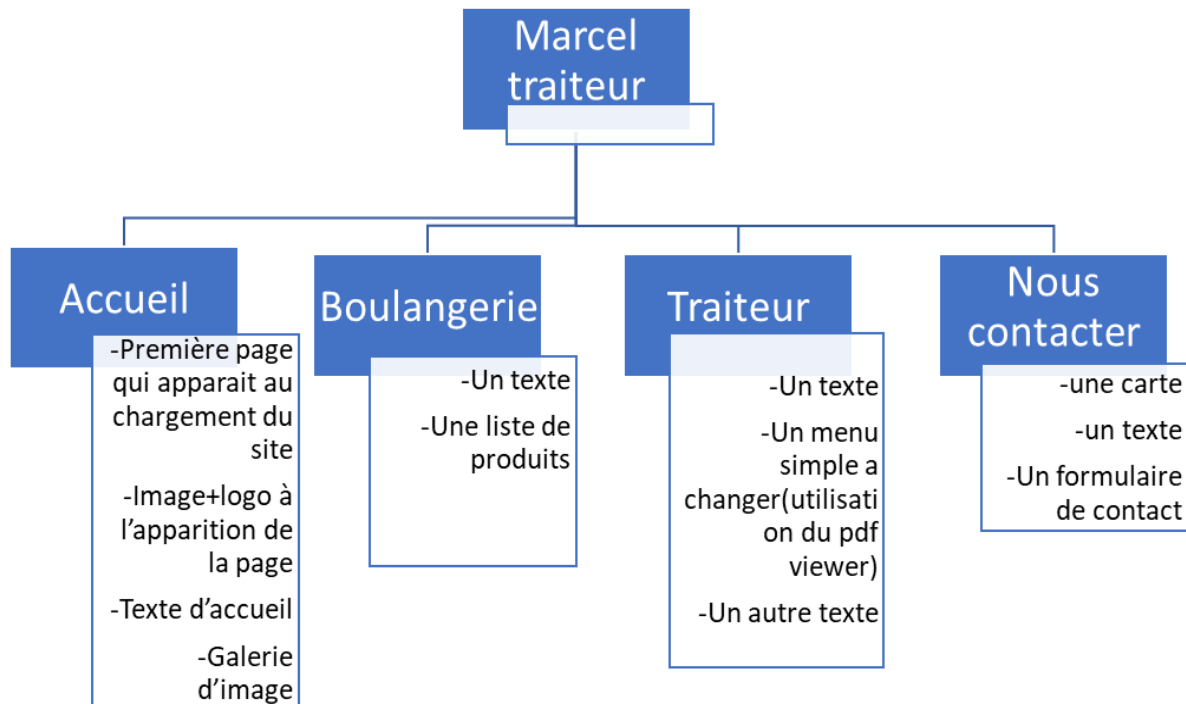 Marcel
traiteur
Accueil
-Première page
qui apparait au
chargement du
site
-Image+logo à
l’apparition de
la page
-Texte d’accueil
-Galerie
d’image
Boulangerie
-Un texte
-Une liste de
produits
Traiteur
-Un texte
-Un menu
simple a
changer(utilisati
on du pdf
viewer)
-Un autre texte
Nous
contacter
-une carte
-un texte
-Un formulaire
de contact